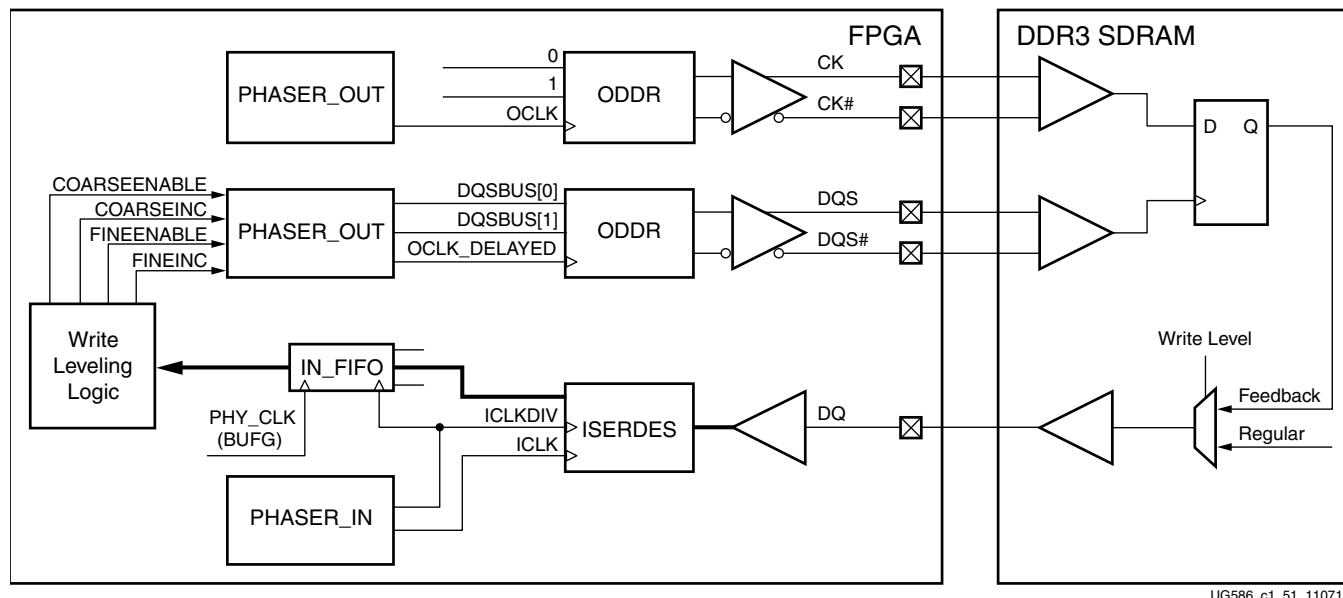 FPGA
DDR3 SDRAM
PHASER_OUT
0
1
OCLK
ODDR
CK
CK#
D Q
COARSEENABLE
COARSEINC
FINEENABLE
FINEINC
PHASER_OUT
DQSBUS[0]
DQSBUS[1]
OCLK_DELAYED
ODDR
DQS
DQS#
Write
Leveling
Logic
IN_FIFO
PHY_CLK
(BUFG)
ICLKDIV
ICLK
ISERDES
DQ
Write Level
Feedback
Regular
PHASER_IN